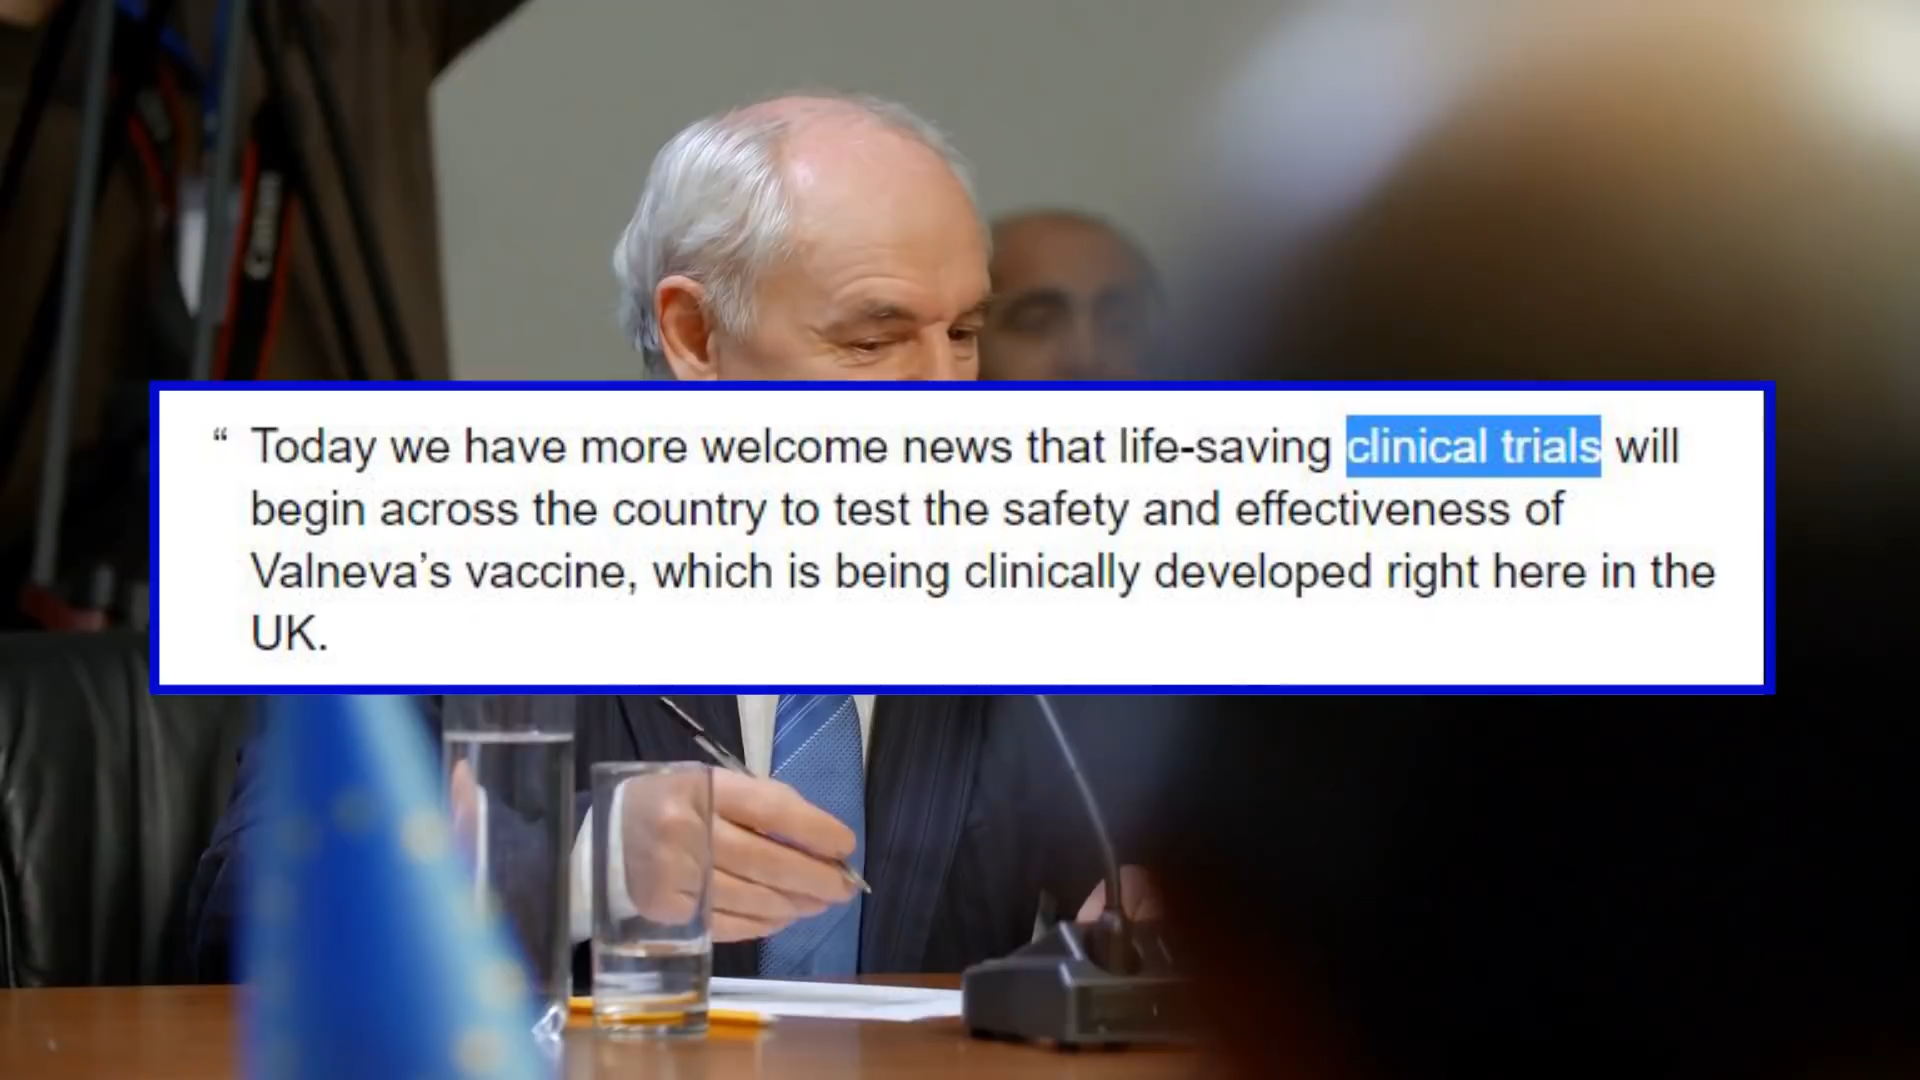 Canon
“ Today we have more welcome news that life-saving clinical trials will
begin across the country to test the safety and effectiveness of
Valneva’s vaccine, which is being clinically developed right here in the
UK.